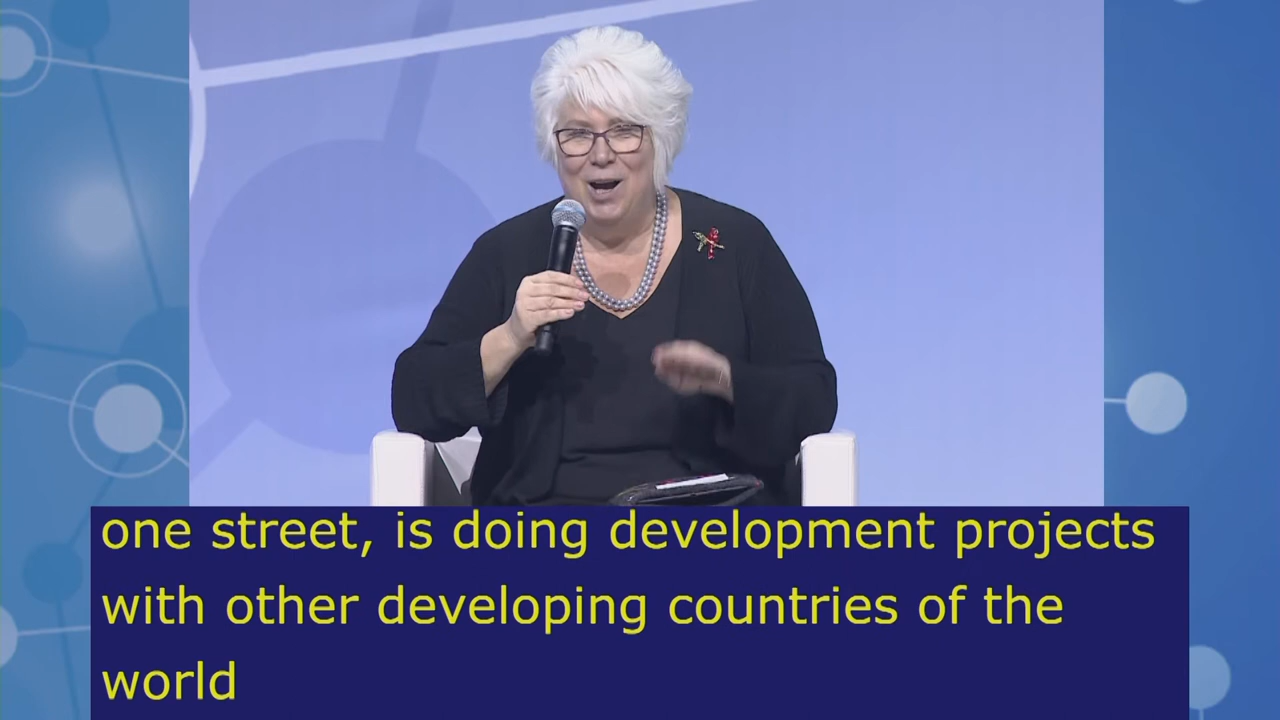 one street, is doing development projects
with other developing countries of the
world